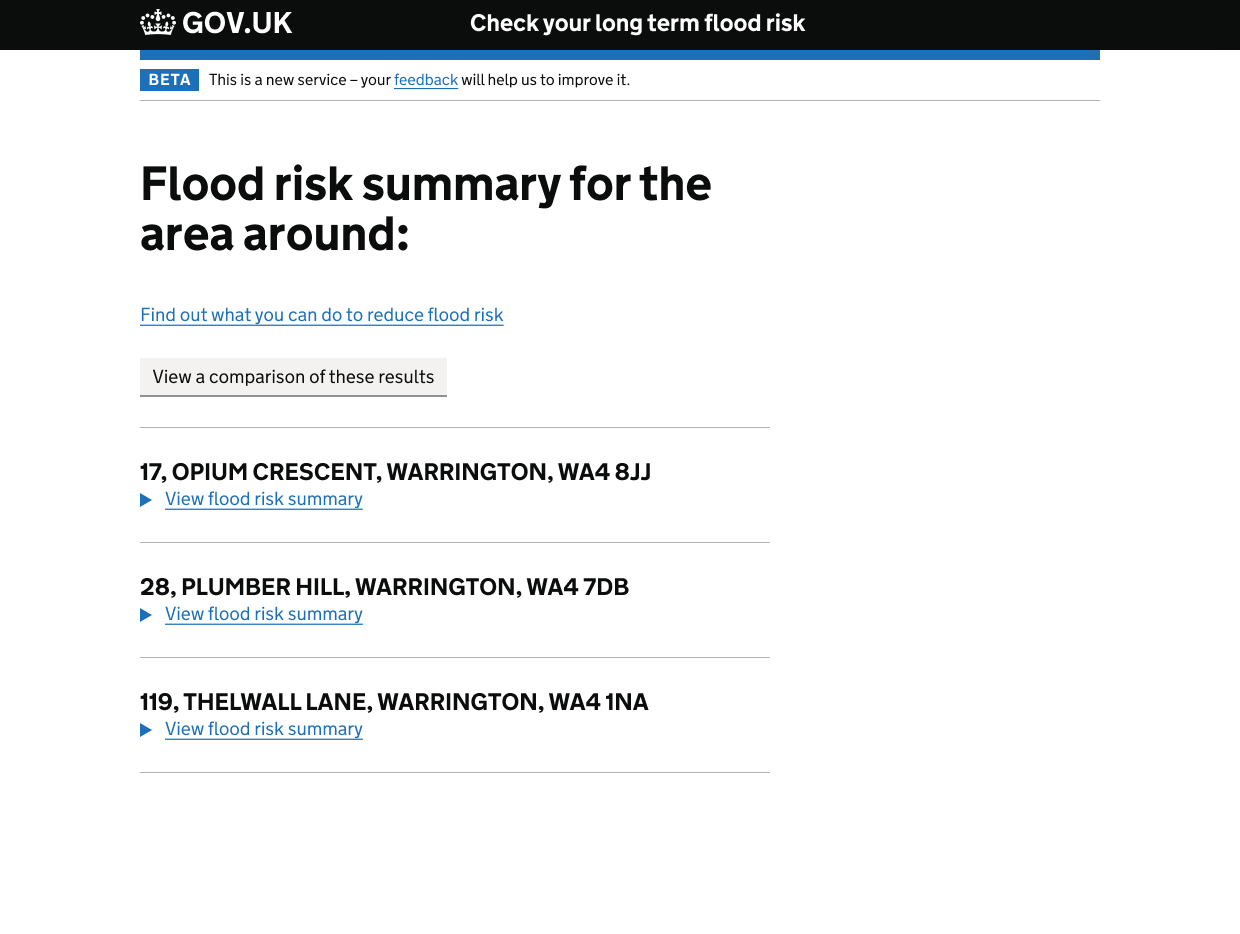 GOV.UK
Check your long term flood risk
BETA This is a new service – your feedback will help us to improve it.
Flood risk summary for the
area around:
Find out what you can do to reduce flood risk
View a comparison of these results
17, OPIUM CRESCENT, WARRINGTON, WA4 8JJ
View flood risk summary
28, PLUMBER HILL, WARRINGTON, WA4 7DB
View flood risk summary
119, THELWALL LANE, WARRINGTON, WA4 1NA
View flood risk summary